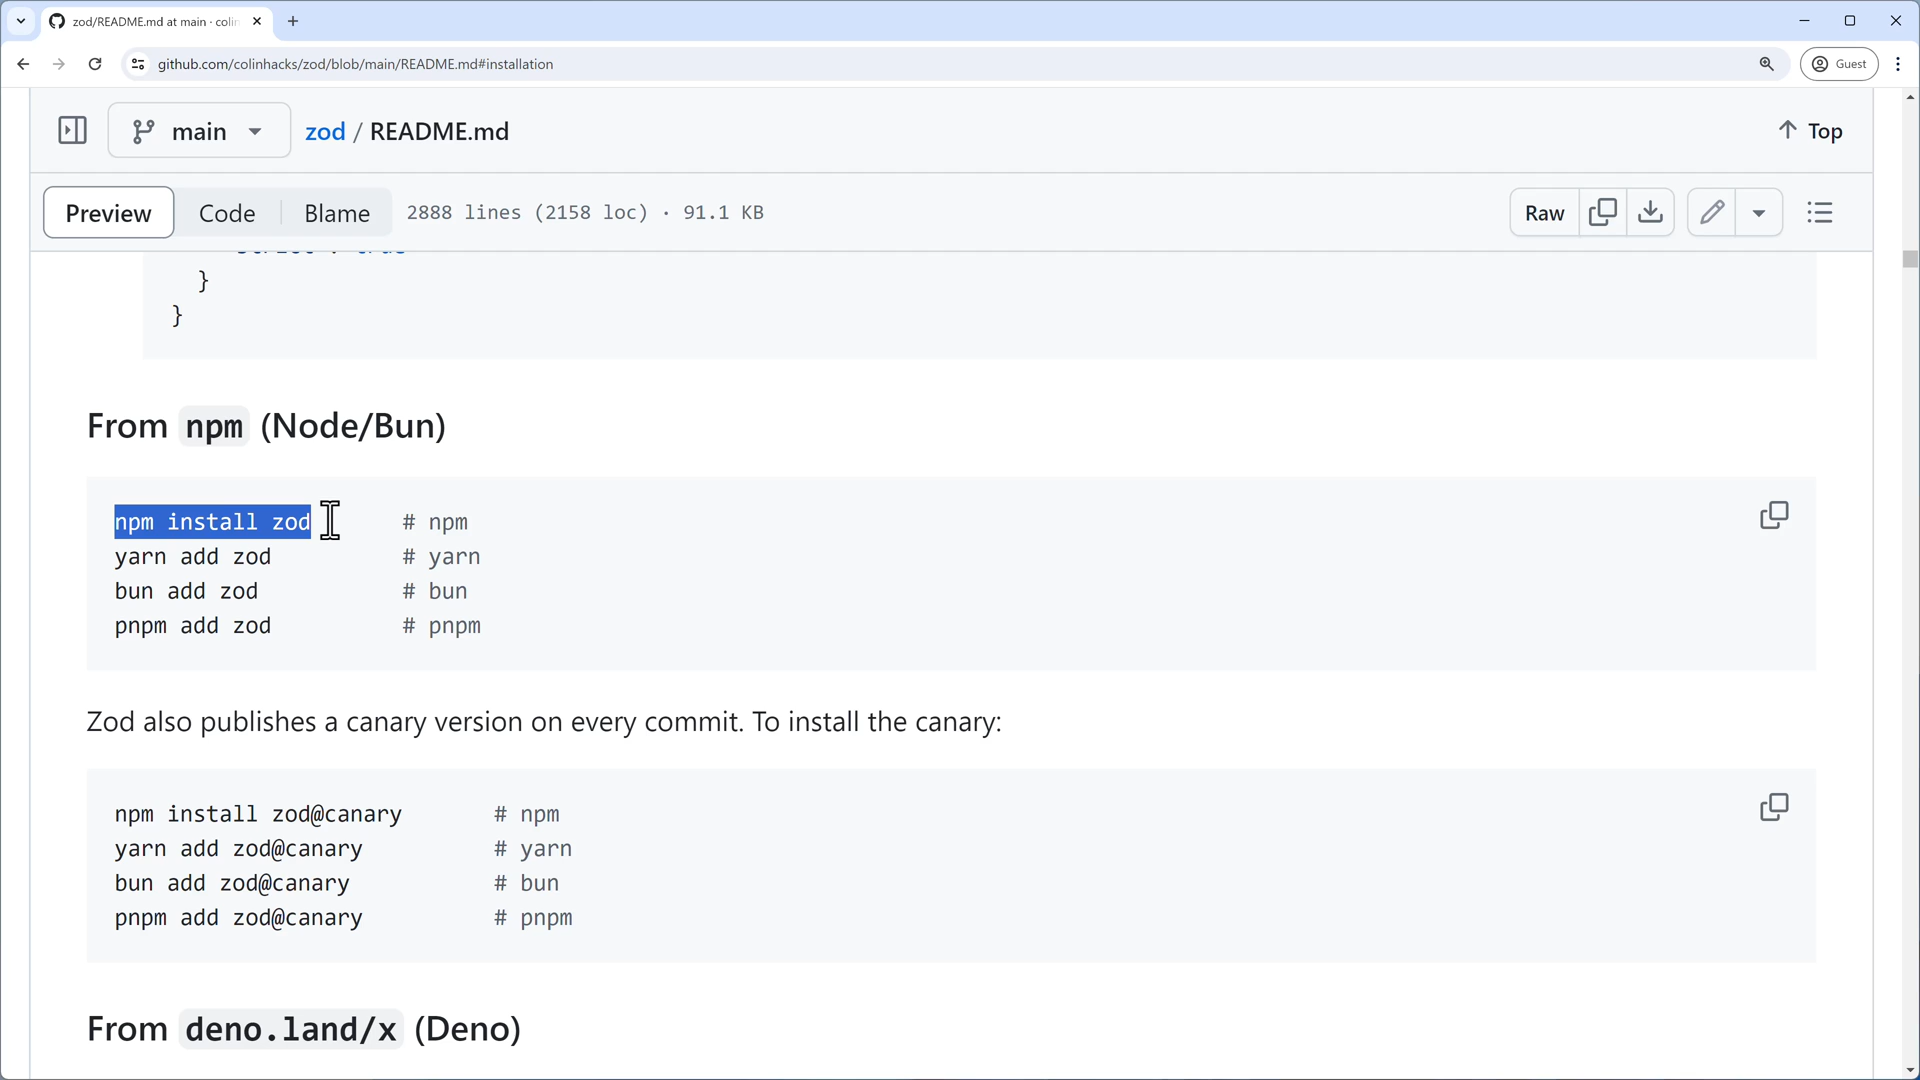 zod/README.md at main · colin
github.com/colinhacks/zod/blob/main/README.md#installation
Guest
main
zod / README.md
Top
Preview
Code
Blame
2888 lines (2158 loc) · 91.1 KB
Raw
}
}
From npm (Node/Bun)
npm install zod # npm
yarn add zod # yarn
bun add zod # bun
pnpm add zod # pnpm
Zod also publishes a canary version on every commit. To install the canary:
npm install zod@canary # npm
yarn add zod@canary # yarn
bun add zod@canary # bun
pnpm add zod@canary # pnpm
From deno.land/x (Deno)